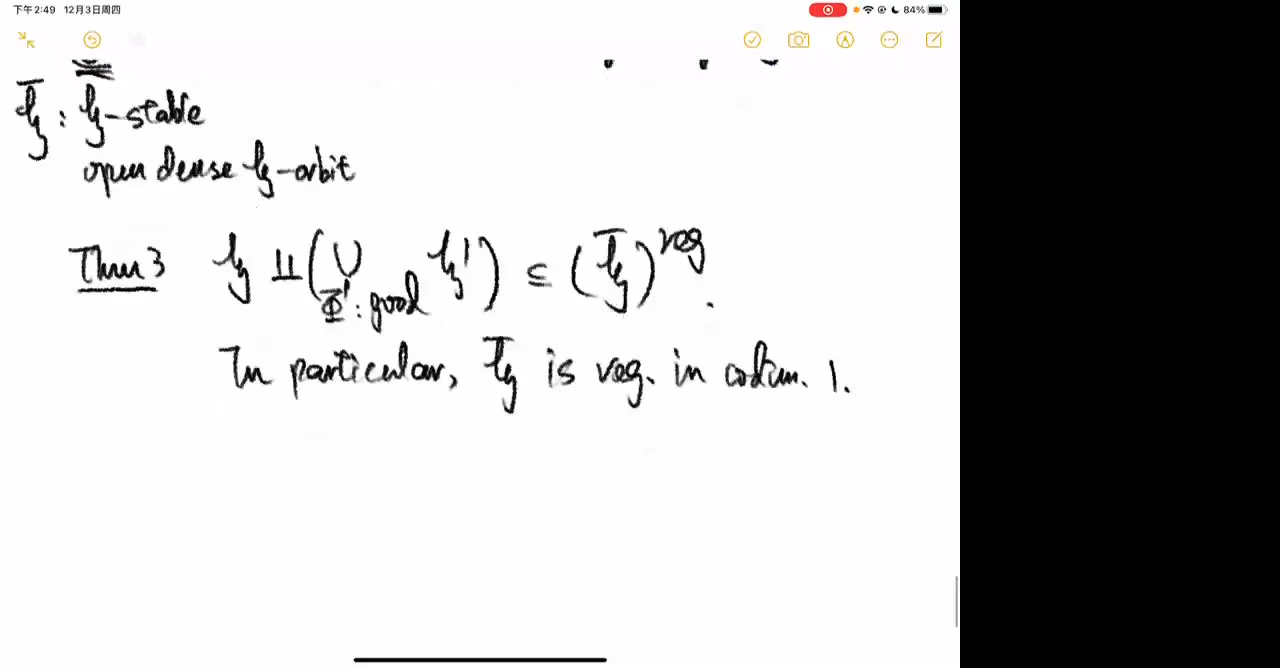 下午2:49 12月3日周四
84%
𝔥̄ : 𝔥-stable
open dense 𝔥-orbit
Thm 3 𝔥 ⊔ ( ∪ 𝔥' ) ⊆ ( 𝔥̄ )^reg .
Φ' : good
In particular, 𝔥̄ is reg. in codim. 1.